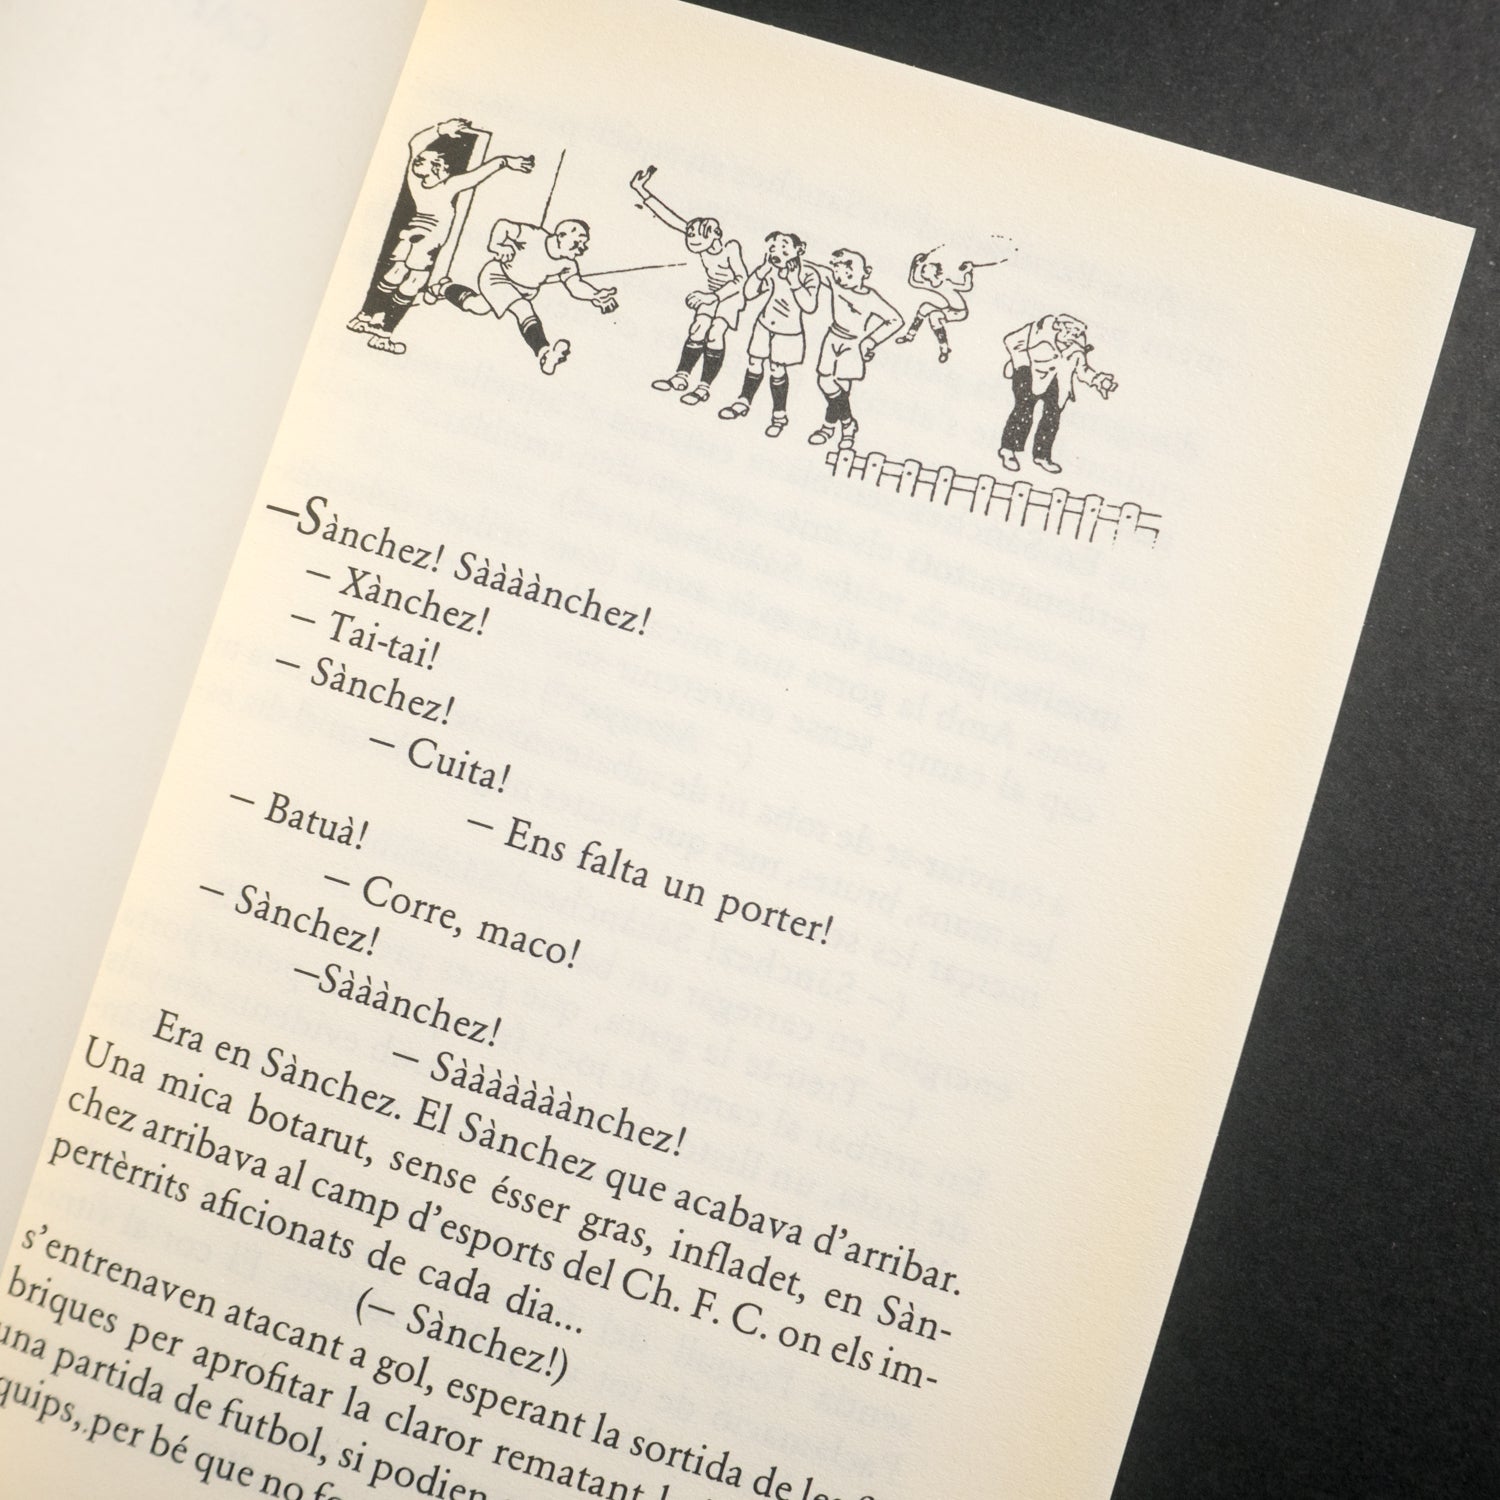 —Sànchez! Sàààànchez!
— Xànchez!
— Tai-tai!
— Sànchez!
— Cuita!
— Ens falta un porter!
— Batuà!
— Corre, maco!
— Sànchez!
—Sàààànchez!
— Sàààààààànchez!
Era en Sànchez. El Sànchez que acabava d’arribar.
Una mica botarut, sense ésser gras, infladet, en Sàn-
chez arribava al camp d’esports del Ch. F. C. on els im-
pertèrrits aficionats de cada dia...
(— Sànchez!)
s’entrenaven atacant a gol, esperant la sortida de les
briques per aprofitar la claror rematant
una partida de futbol, si podien
quips, per bé que no